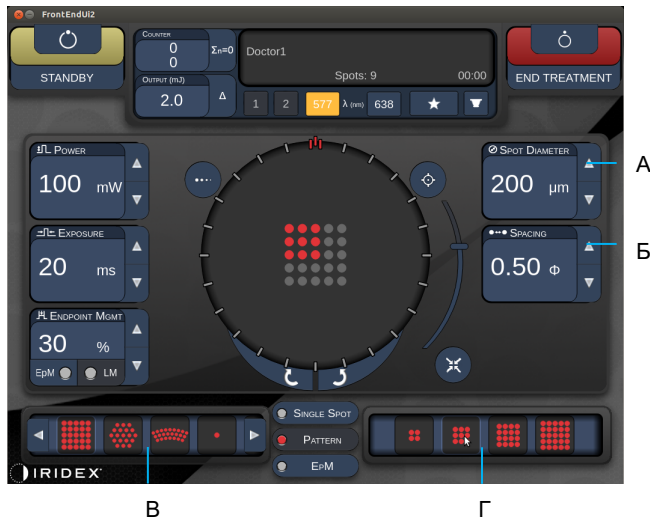 FrontEndUi2
STANDBY
COUNTER
0
0
Σn=0
OUTPUT (mJ)
2.0
Δ
Doctor1
Spots: 9
00:00
1 2 577 λ (nm) 638
END TREATMENT
POWER
100 mW
EXPOSURE
20 ms
ENDPOINT MGMT
30 %
EpM LM
SPOT DIAMETER
200 µm
SPACING
0.50 Φ
А
Б
SINGLE SPOT
PATTERN
EpM
IRIDEX
В
Г